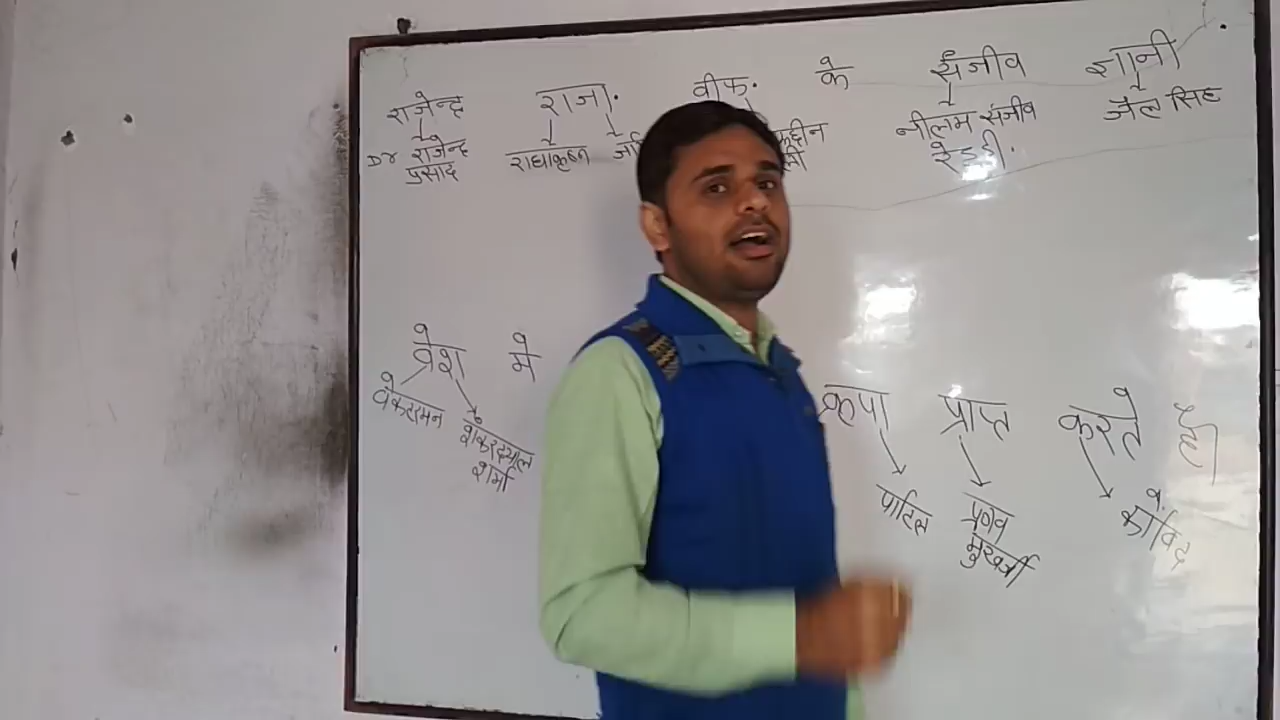 राजेन्द्र राजा. वीफ. के संजीव ज्ञानी
Dr राजेन्द्र प्रसाद
राधाकृष्णन
नीलम संजीव रेड्डी.
जैल सिंह
वेश मे
वेंकटरमन
शंकरदयाल शर्मा
कृपा प्राप्त करते है।
पाटिल
प्रणव मुखर्जी
कोविंद